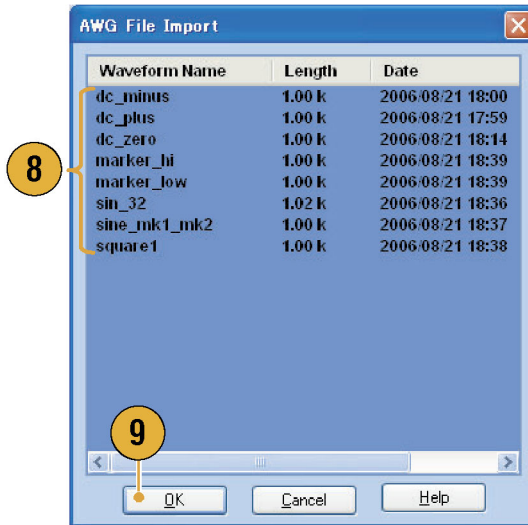 AWG File Import
Waveform Name Length Date
dc_minus 1.00 k 2006/08/21 18:00
dc_plus 1.00 k 2006/08/21 17:59
dc_zero 1.00 k 2006/08/21 18:14
marker_hi 1.00 k 2006/08/21 18:39
marker_low 1.00 k 2006/08/21 18:39
sin_32 1.02 k 2006/08/21 18:36
sine_mk1_mk2 1.00 k 2006/08/21 18:37
square1 1.00 k 2006/08/21 18:38
8
9
OK Cancel Help